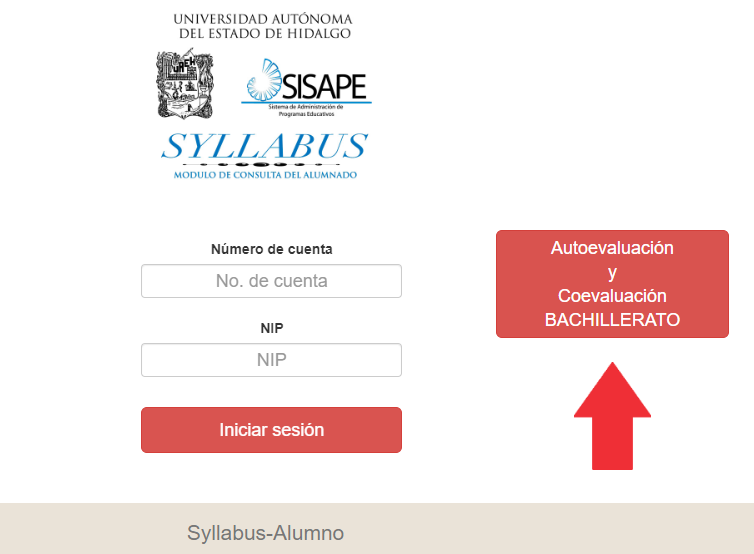 UNIVERSIDAD AUTÓNOMA
DEL ESTADO DE HIDALGO
UAEH
SISAPE
Sistema de Administración de
Programas Educativos
SYLLABUS
MODULO DE CONSULTA DEL ALUMNADO
Número de cuenta
No. de cuenta
NIP
NIP
Iniciar sesión
Autoevaluación
y
Coevaluación
BACHILLERATO
Syllabus-Alumno